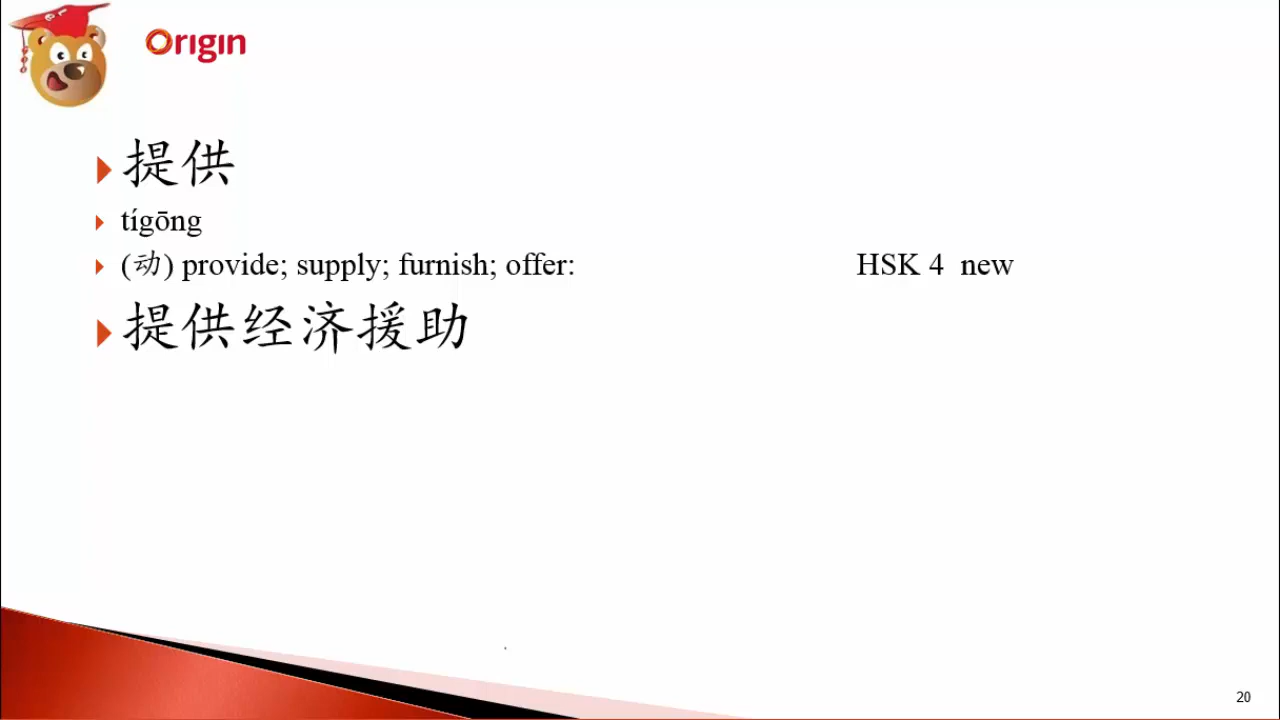 Origin
提供
tígōng
(动) provide; supply; furnish; offer: HSK 4 new
提供经济援助
20